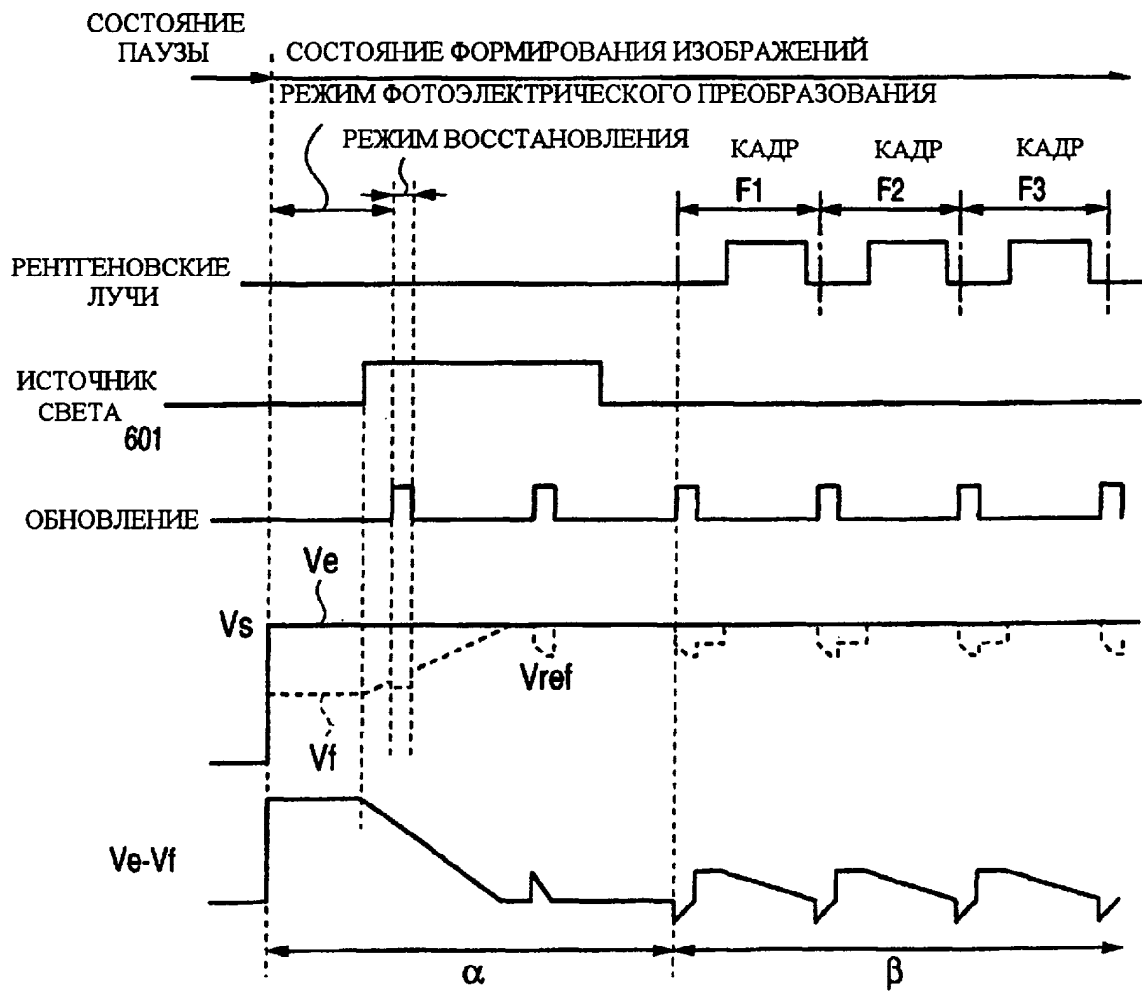 СОСТОЯНИЕ
ПАУЗЫ
СОСТОЯНИЕ ФОРМИРОВАНИЯ ИЗОБРАЖЕНИЙ
РЕЖИМ ФОТОЭЛЕКТРИЧЕСКОГО ПРЕОБРАЗОВАНИЯ
РЕЖИМ ВОССТАНОВЛЕНИЯ
КАДР
F1
КАДР
F2
КАДР
F3
РЕНТГЕНОВСКИЕ
ЛУЧИ
ИСТОЧНИК
СВЕТА
601
ОБНОВЛЕНИЕ
Ve
Vs
Vref
Vf
Ve-Vf
α
β